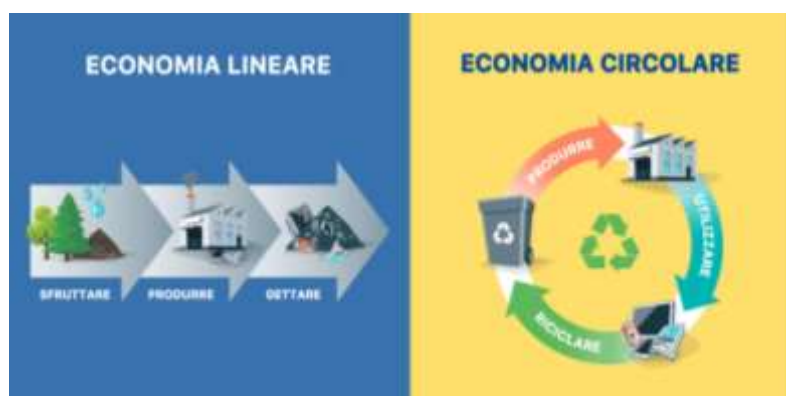 ECONOMIA LINEARE
SFRUTTARE
PRODURRE
GETTARE
ECONOMIA CIRCOLARE
PRODURRE
UTILIZZARE
RICICLARE